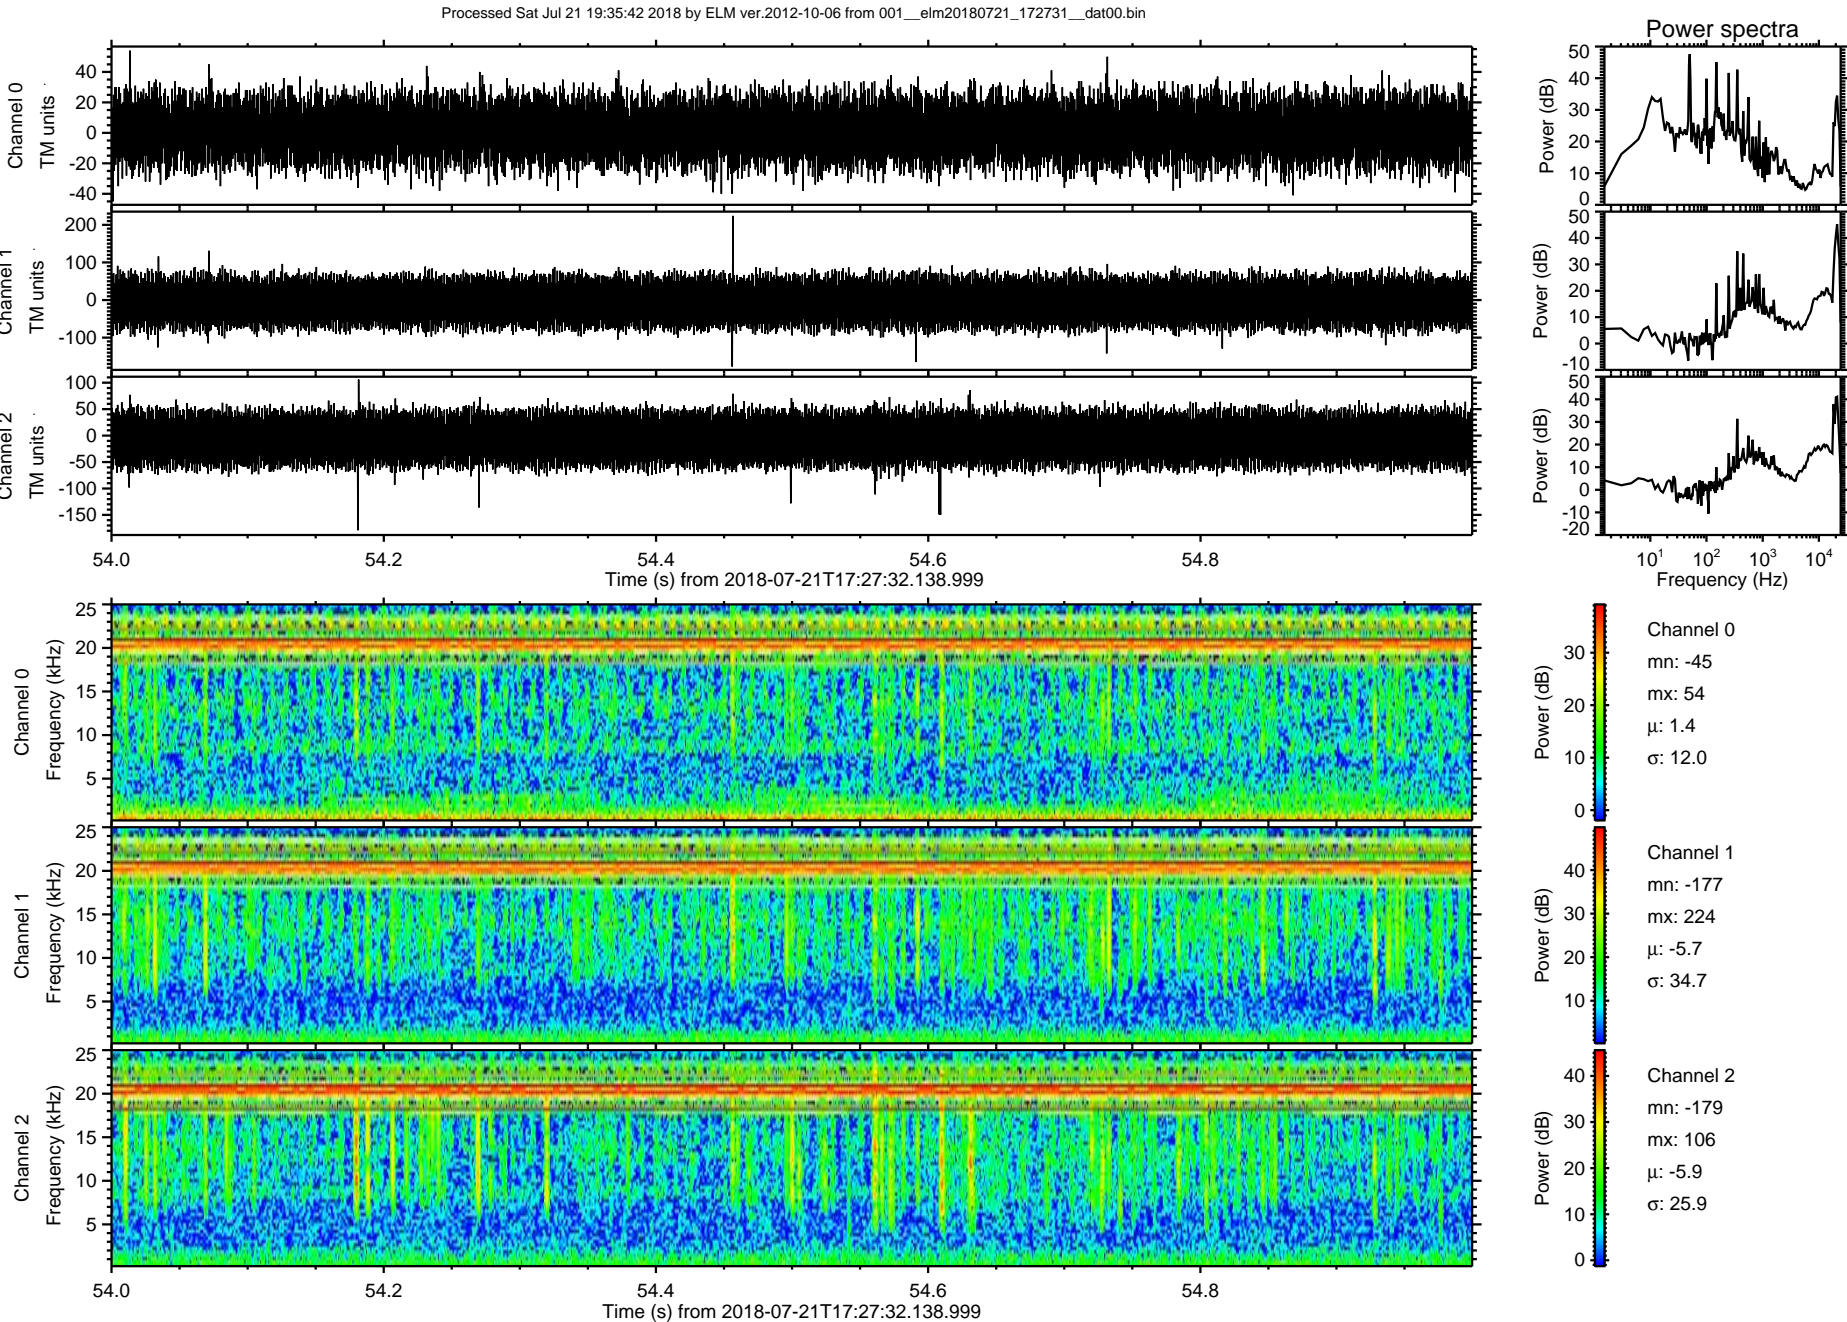 Processed Sat Jul 21 19:35:42 2018 by ELM ver.2012-10-06 from 001__elm20180721_172731__dat00.bin
Power spectra
Channel 0
TM units
40
20
0
-20
-40
Power (dB)
50
40
30
20
10
0
Channel 1
TM units
200
100
0
-100
Power (dB)
50
40
30
20
10
0
-10
Channel 2
TM units
100
50
0
-50
-100
-150
Power (dB)
50
40
30
20
10
0
-10
-20
54.0 54.2 54.4 54.6 54.8
Time (s) from 2018-07-21T17:27:32.138.999
10¹ 10² 10³ 10⁴
Frequency (Hz)
Channel 0
Frequency (kHz)
25
20
15
10
5
Power (dB)
30
20
10
0
Channel 0
mn: -45
mx: 54
μ: 1.4
σ: 12.0
Channel 1
Frequency (kHz)
25
20
15
10
5
Power (dB)
40
30
20
10
Channel 1
mn: -177
mx: 224
μ: -5.7
σ: 34.7
Channel 2
Frequency (kHz)
25
20
15
10
5
Power (dB)
40
30
20
10
0
Channel 2
mn: -179
mx: 106
μ: -5.9
σ: 25.9
54.0 54.2 54.4 54.6 54.8
Time (s) from 2018-07-21T17:27:32.138.999